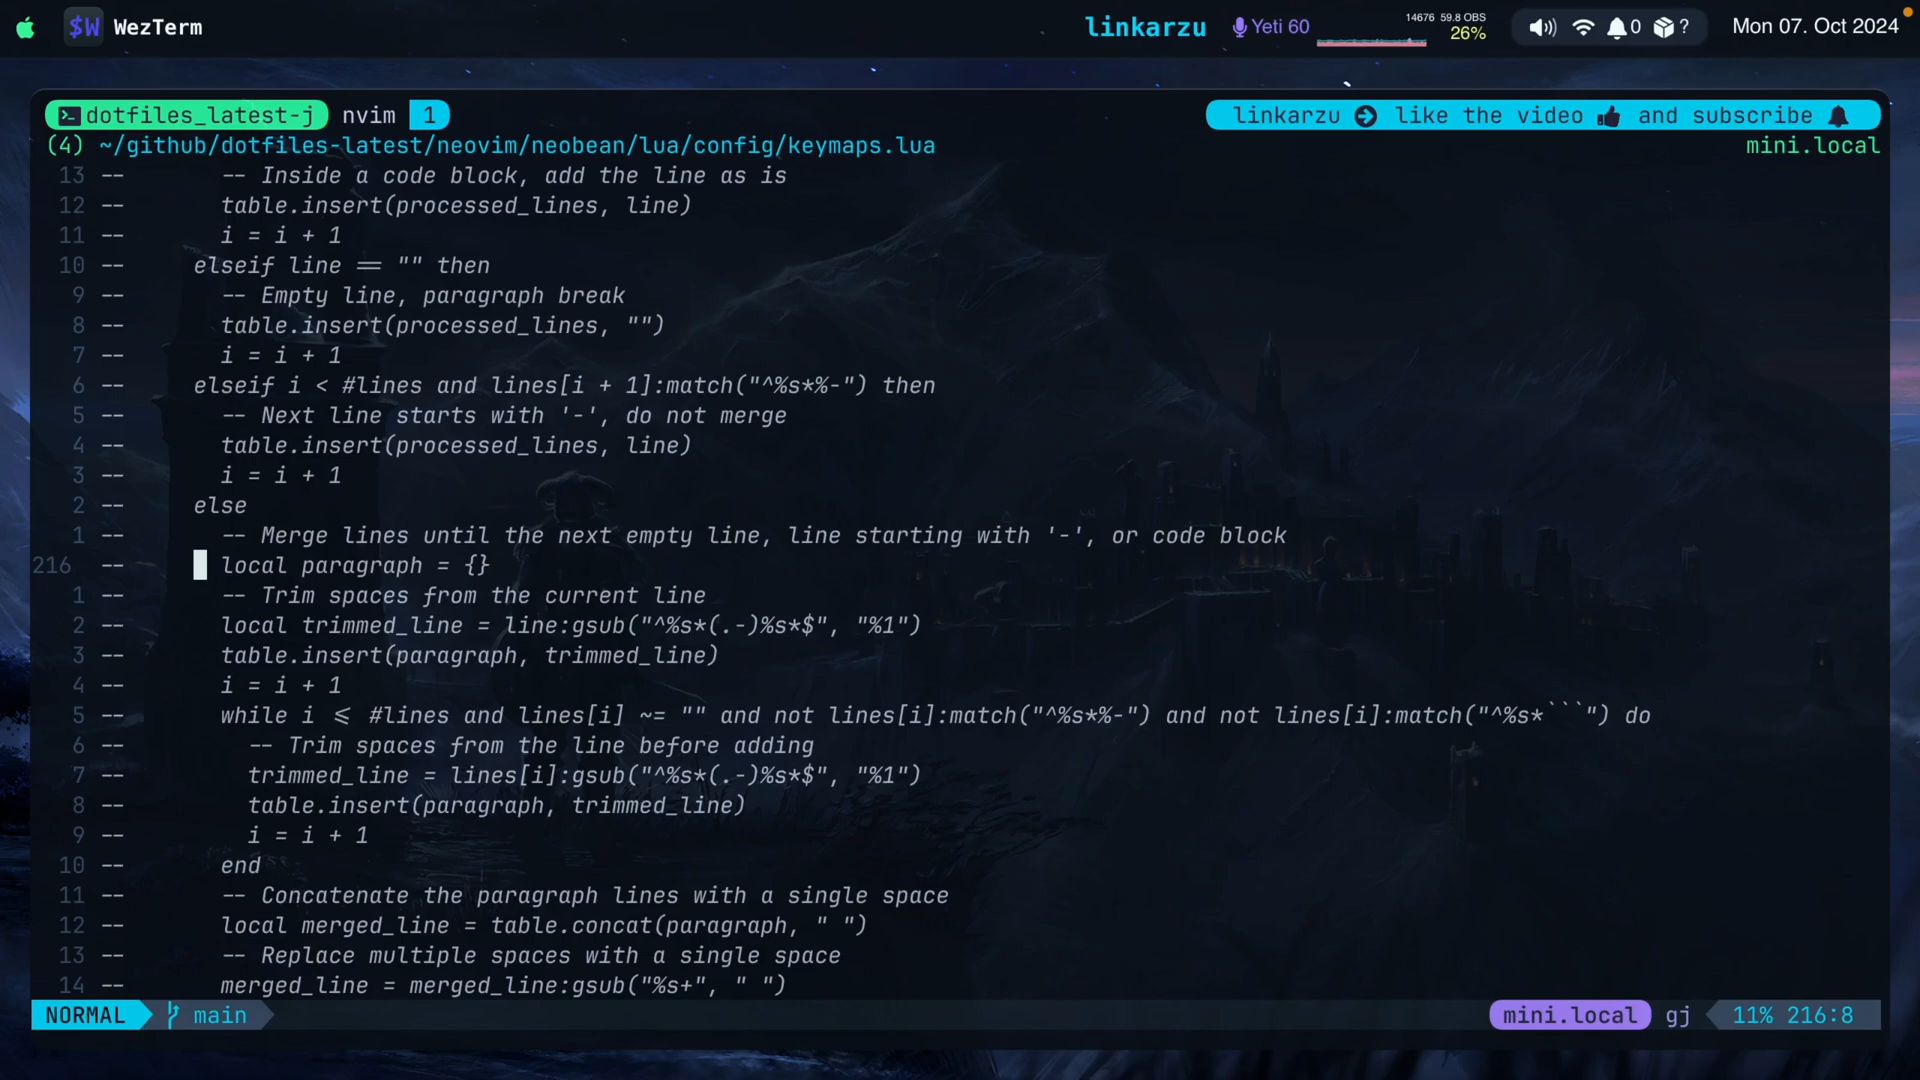 $W WezTerm linkarzu Yeti 60 14676 59.8 OBS 26% 0 ? Mon 07. Oct 2024
dotfiles_latest-j nvim 1 linkarzu like the video and subscribe
(4) ~/github/dotfiles-latest/neovim/neobean/lua/config/keymaps.lua mini.local
13 --       -- Inside a code block, add the line as is
12 --       table.insert(processed_lines, line)
11 --       i = i + 1
10 --     elseif line == "" then
9 --       -- Empty line, paragraph break
8 --       table.insert(processed_lines, "")
7 --       i = i + 1
6 --     elseif i < #lines and lines[i + 1]:match("^%s*%-") then
5 --       -- Next line starts with '-', do not merge
4 --       table.insert(processed_lines, line)
3 --       i = i + 1
2 --     else
1 --       -- Merge lines until the next empty line, line starting with '-', or code block
216 --       local paragraph = {}
1 --       -- Trim spaces from the current line
2 --       local trimmed_line = line:gsub("^%s*(.-)%s*$", "%1")
3 --       table.insert(paragraph, trimmed_line)
4 --       i = i + 1
5 --       while i <= #lines and lines[i] ~= "" and not lines[i]:match("^%s*%-") and not lines[i]:match("^%s*```") do
6 --         -- Trim spaces from the line before adding
7 --         trimmed_line = lines[i]:gsub("^%s*(.-)%s*$", "%1")
8 --         table.insert(paragraph, trimmed_line)
9 --         i = i + 1
10 --       end
11 --       -- Concatenate the paragraph lines with a single space
12 --       local merged_line = table.concat(paragraph, " ")
13 --       -- Replace multiple spaces with a single space
14 --       merged_line = merged_line:gsub("%s+", " ")
NORMAL main mini.local gj 11% 216:8